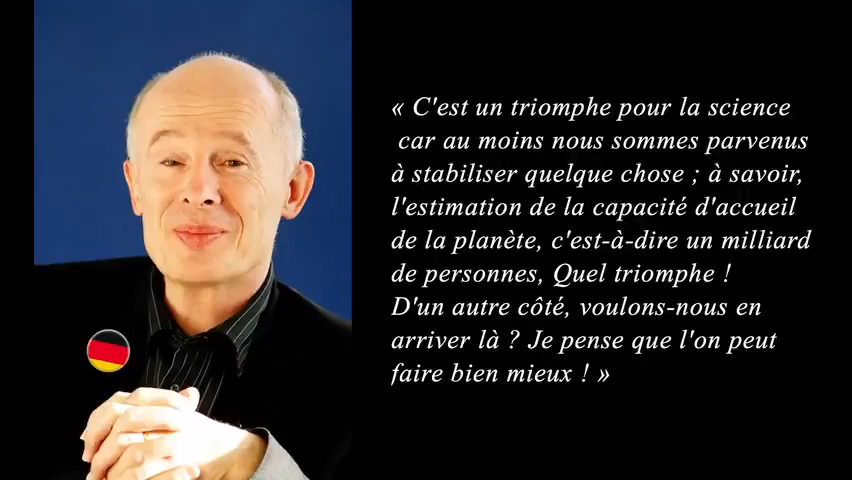 « C'est un triomphe pour la science
car au moins nous sommes parvenus
à stabiliser quelque chose ; à savoir,
l'estimation de la capacité d'accueil
de la planète, c'est-à-dire un milliard
de personnes, Quel triomphe !
D'un autre côté, voulons-nous en
arriver là ? Je pense que l'on peut
faire bien mieux ! »